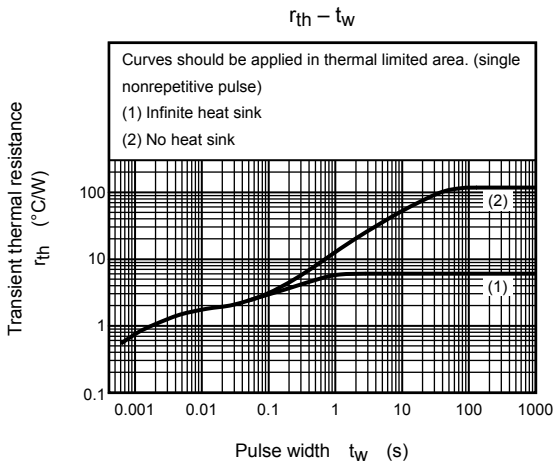 rth – tw
Curves should be applied in thermal limited area. (single
nonrepetitive pulse)
(1) Infinite heat sink
(2) No heat sink
Transient thermal resistance
rth (°C/W)
100
10
1
0.1
(2)
(1)
0.001 0.01 0.1 1 10 100 1000
Pulse width tw (s)